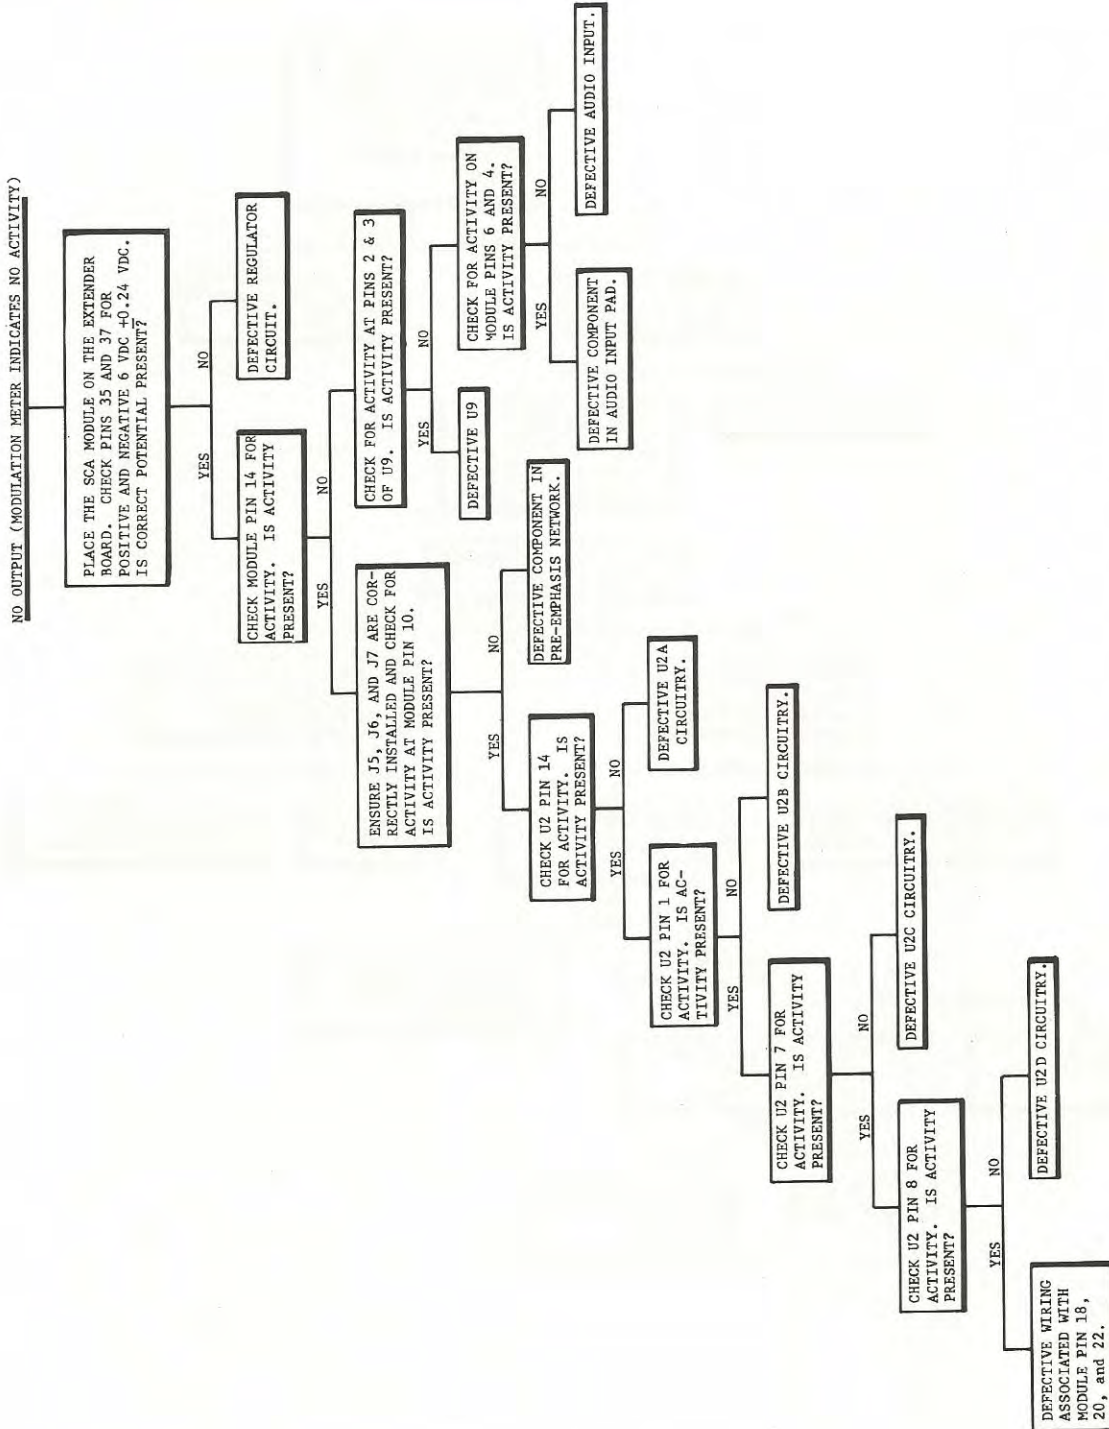 NO OUTPUT (MODULATION METER INDICATES NO ACTIVITY)
PLACE THE SCA MODULE ON THE EXTENDER
BOARD. CHECK PINS 35 AND 37 FOR
POSITIVE AND NEGATIVE 6 VDC ±0.24 VDC.
IS CORRECT POTENTIAL PRESENT?
YES
NO
CHECK MODULE PIN 14 FOR
ACTIVITY. IS ACTIVITY
PRESENT?
DEFECTIVE REGULATOR
CIRCUIT.
YES
NO
ENSURE J5, J6, AND J7 ARE COR-
RECTLY INSTALLED AND CHECK FOR
ACTIVITY AT MODULE PIN 10.
IS ACTIVITY PRESENT?
CHECK FOR ACTIVITY AT PINS 2 & 3
OF U9. IS ACTIVITY PRESENT?
YES
NO
YES
NO
CHECK U2 PIN 14
FOR ACTIVITY. IS
ACTIVITY PRESENT?
DEFECTIVE COMPONENT IN
PRE-EMPHASIS NETWORK.
DEFECTIVE U9
CHECK FOR ACTIVITY ON
MODULE PINS 6 AND 4.
IS ACTIVITY PRESENT?
YES
NO
YES
NO
CHECK U2 PIN 1 FOR
ACTIVITY. IS AC-
TIVITY PRESENT?
DEFECTIVE U2A
CIRCUITRY.
DEFECTIVE COMPONENT
IN AUDIO INPUT PAD.
DEFECTIVE AUDIO INPUT.
YES
NO
CHECK U2 PIN 7 FOR
ACTIVITY. IS ACTIVITY
PRESENT?
DEFECTIVE U2B CIRCUITRY.
YES
NO
CHECK U2 PIN 8 FOR
ACTIVITY. IS ACTIVITY
PRESENT?
DEFECTIVE U2C CIRCUITRY.
YES
NO
DEFECTIVE WIRING
ASSOCIATED WITH
MODULE PIN 18,
20, and 22.
DEFECTIVE U2D CIRCUITRY.